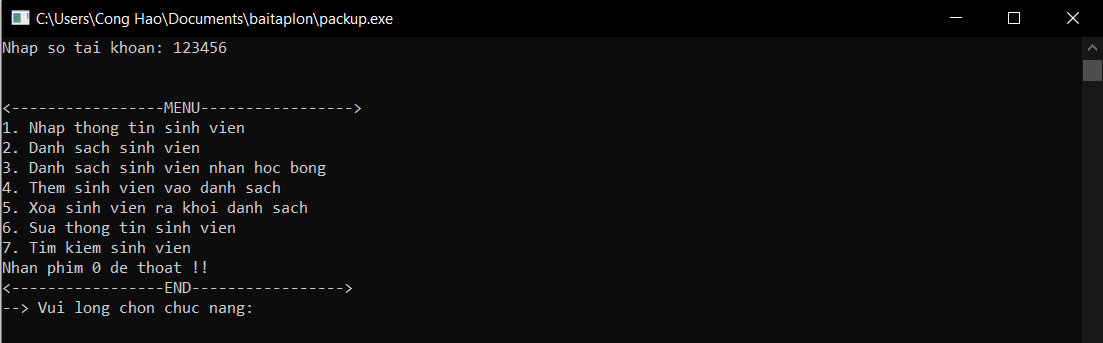 C:\Users\Cong Hao\Documents\baitaplon\packup.exe
Nhap so tai khoan: 123456
<-----------------MENU----------------->
1. Nhap thong tin sinh vien
2. Danh sach sinh vien
3. Danh sach sinh vien nhan hoc bong
4. Them sinh vien vao danh sach
5. Xoa sinh vien ra khoi danh sach
6. Sua thong tin sinh vien
7. Tim kiem sinh vien
Nhan phim 0 de thoat !!
<-----------------END----------------->
--> Vui long chon chuc nang: